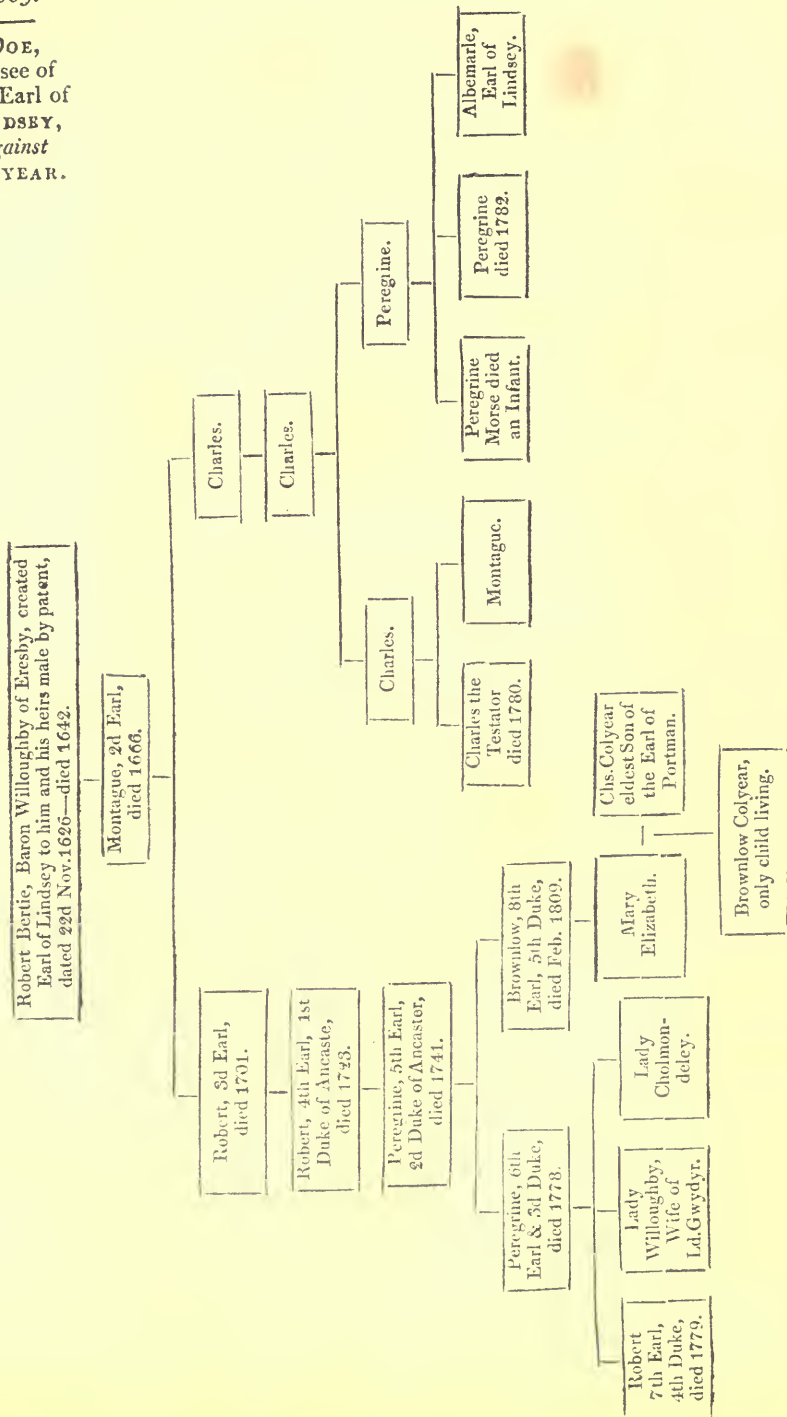 DOE,
see of
Earl of
DSEY,
gainst
YEAR.
Robert Bertie, Baron Willoughby of Eresby, created
Earl of Lindsey to him and his heirs male by patent,
dated 22d Nov. 1626—died 1642.
Montague, 2d Earl,
died 1666.
Robert, 3d Earl,
died 1701.
Charles.
Robert, 4th Earl, 1st
Duke of Ancaste,
died 1723.
Charles.
Peregrine, 5th Earl,
2d Duke of Ancaster,
died 1741.
Charles.
Peregrine.
Peregrine, 6th
Earl & 3d Duke,
died 1778.
Brownlow, 8th
Earl, 5th Duke,
died Feb. 1809.
Charles the
Testator
died 1780.
Montague.
Peregrine
Morse died
an Infant.
Peregrine
died 1782.
Albemarle,
Earl of
Lindsey.
Robert
7th Earl,
4th Duke,
died 1779.
Lady
Willoughby,
Wife of
Ld. Gwydyr.
Lady
Cholmon-
deley.
Mary
Elizabeth.
Chs. Colyear
eldest Son of
the Earl of
Portman.
Brownlow Colyear,
only child living.